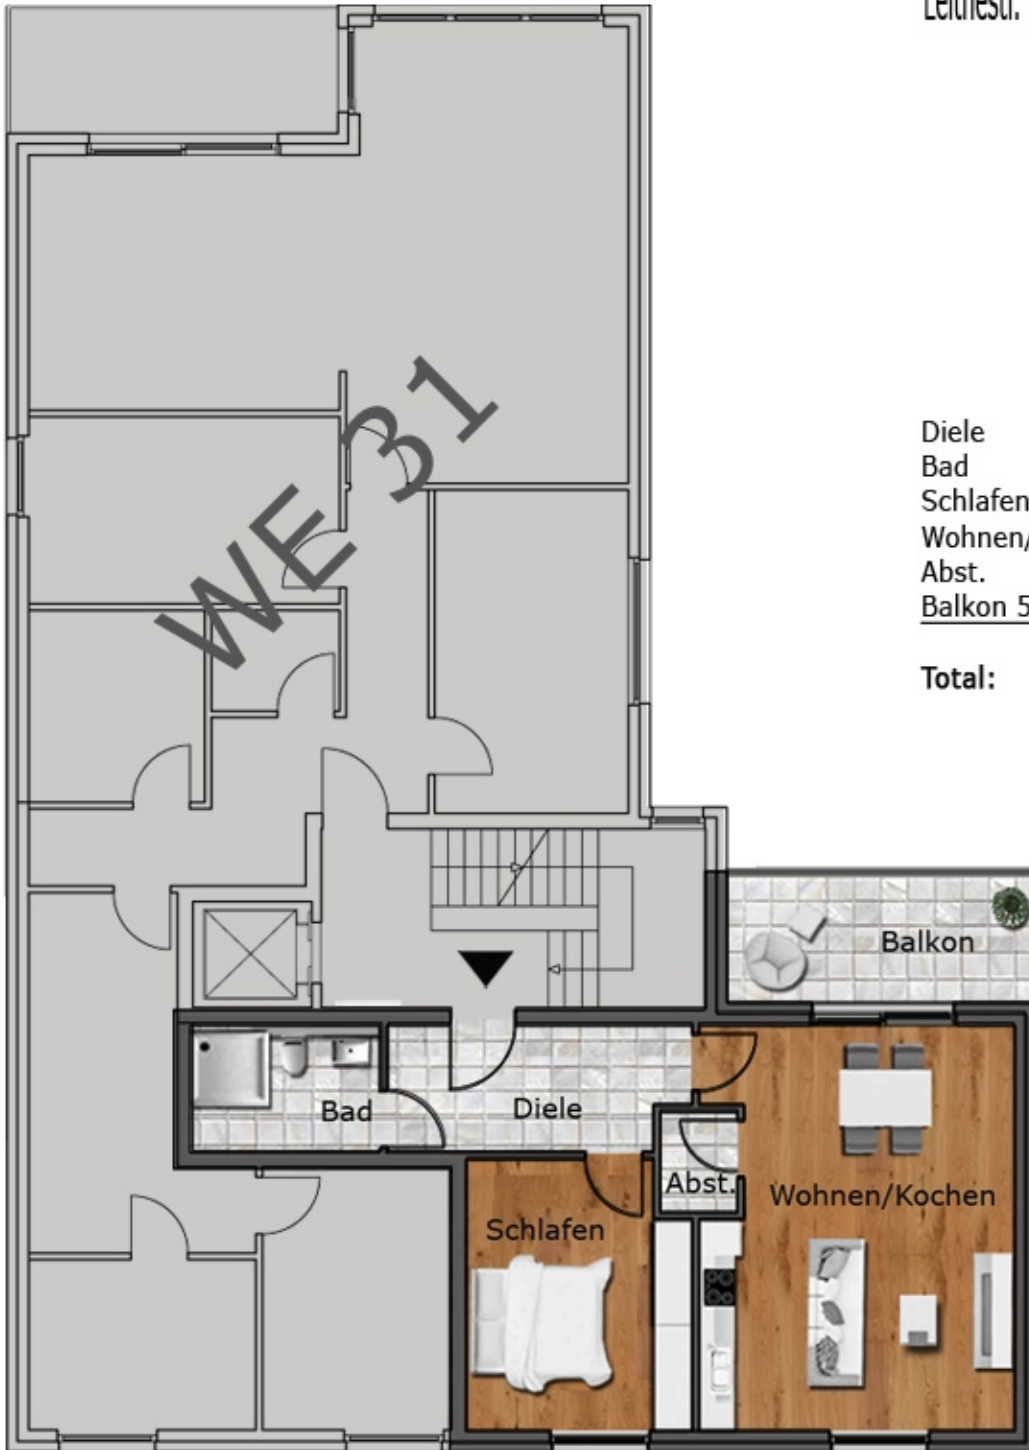 Leithestr.
WE 31
Diele
Bad
Schlafen
Wohnen/
Abst.
Balkon 5
Total:
Balkon
Bad
Diele
Abst.
Wohnen/Kochen
Schlafen